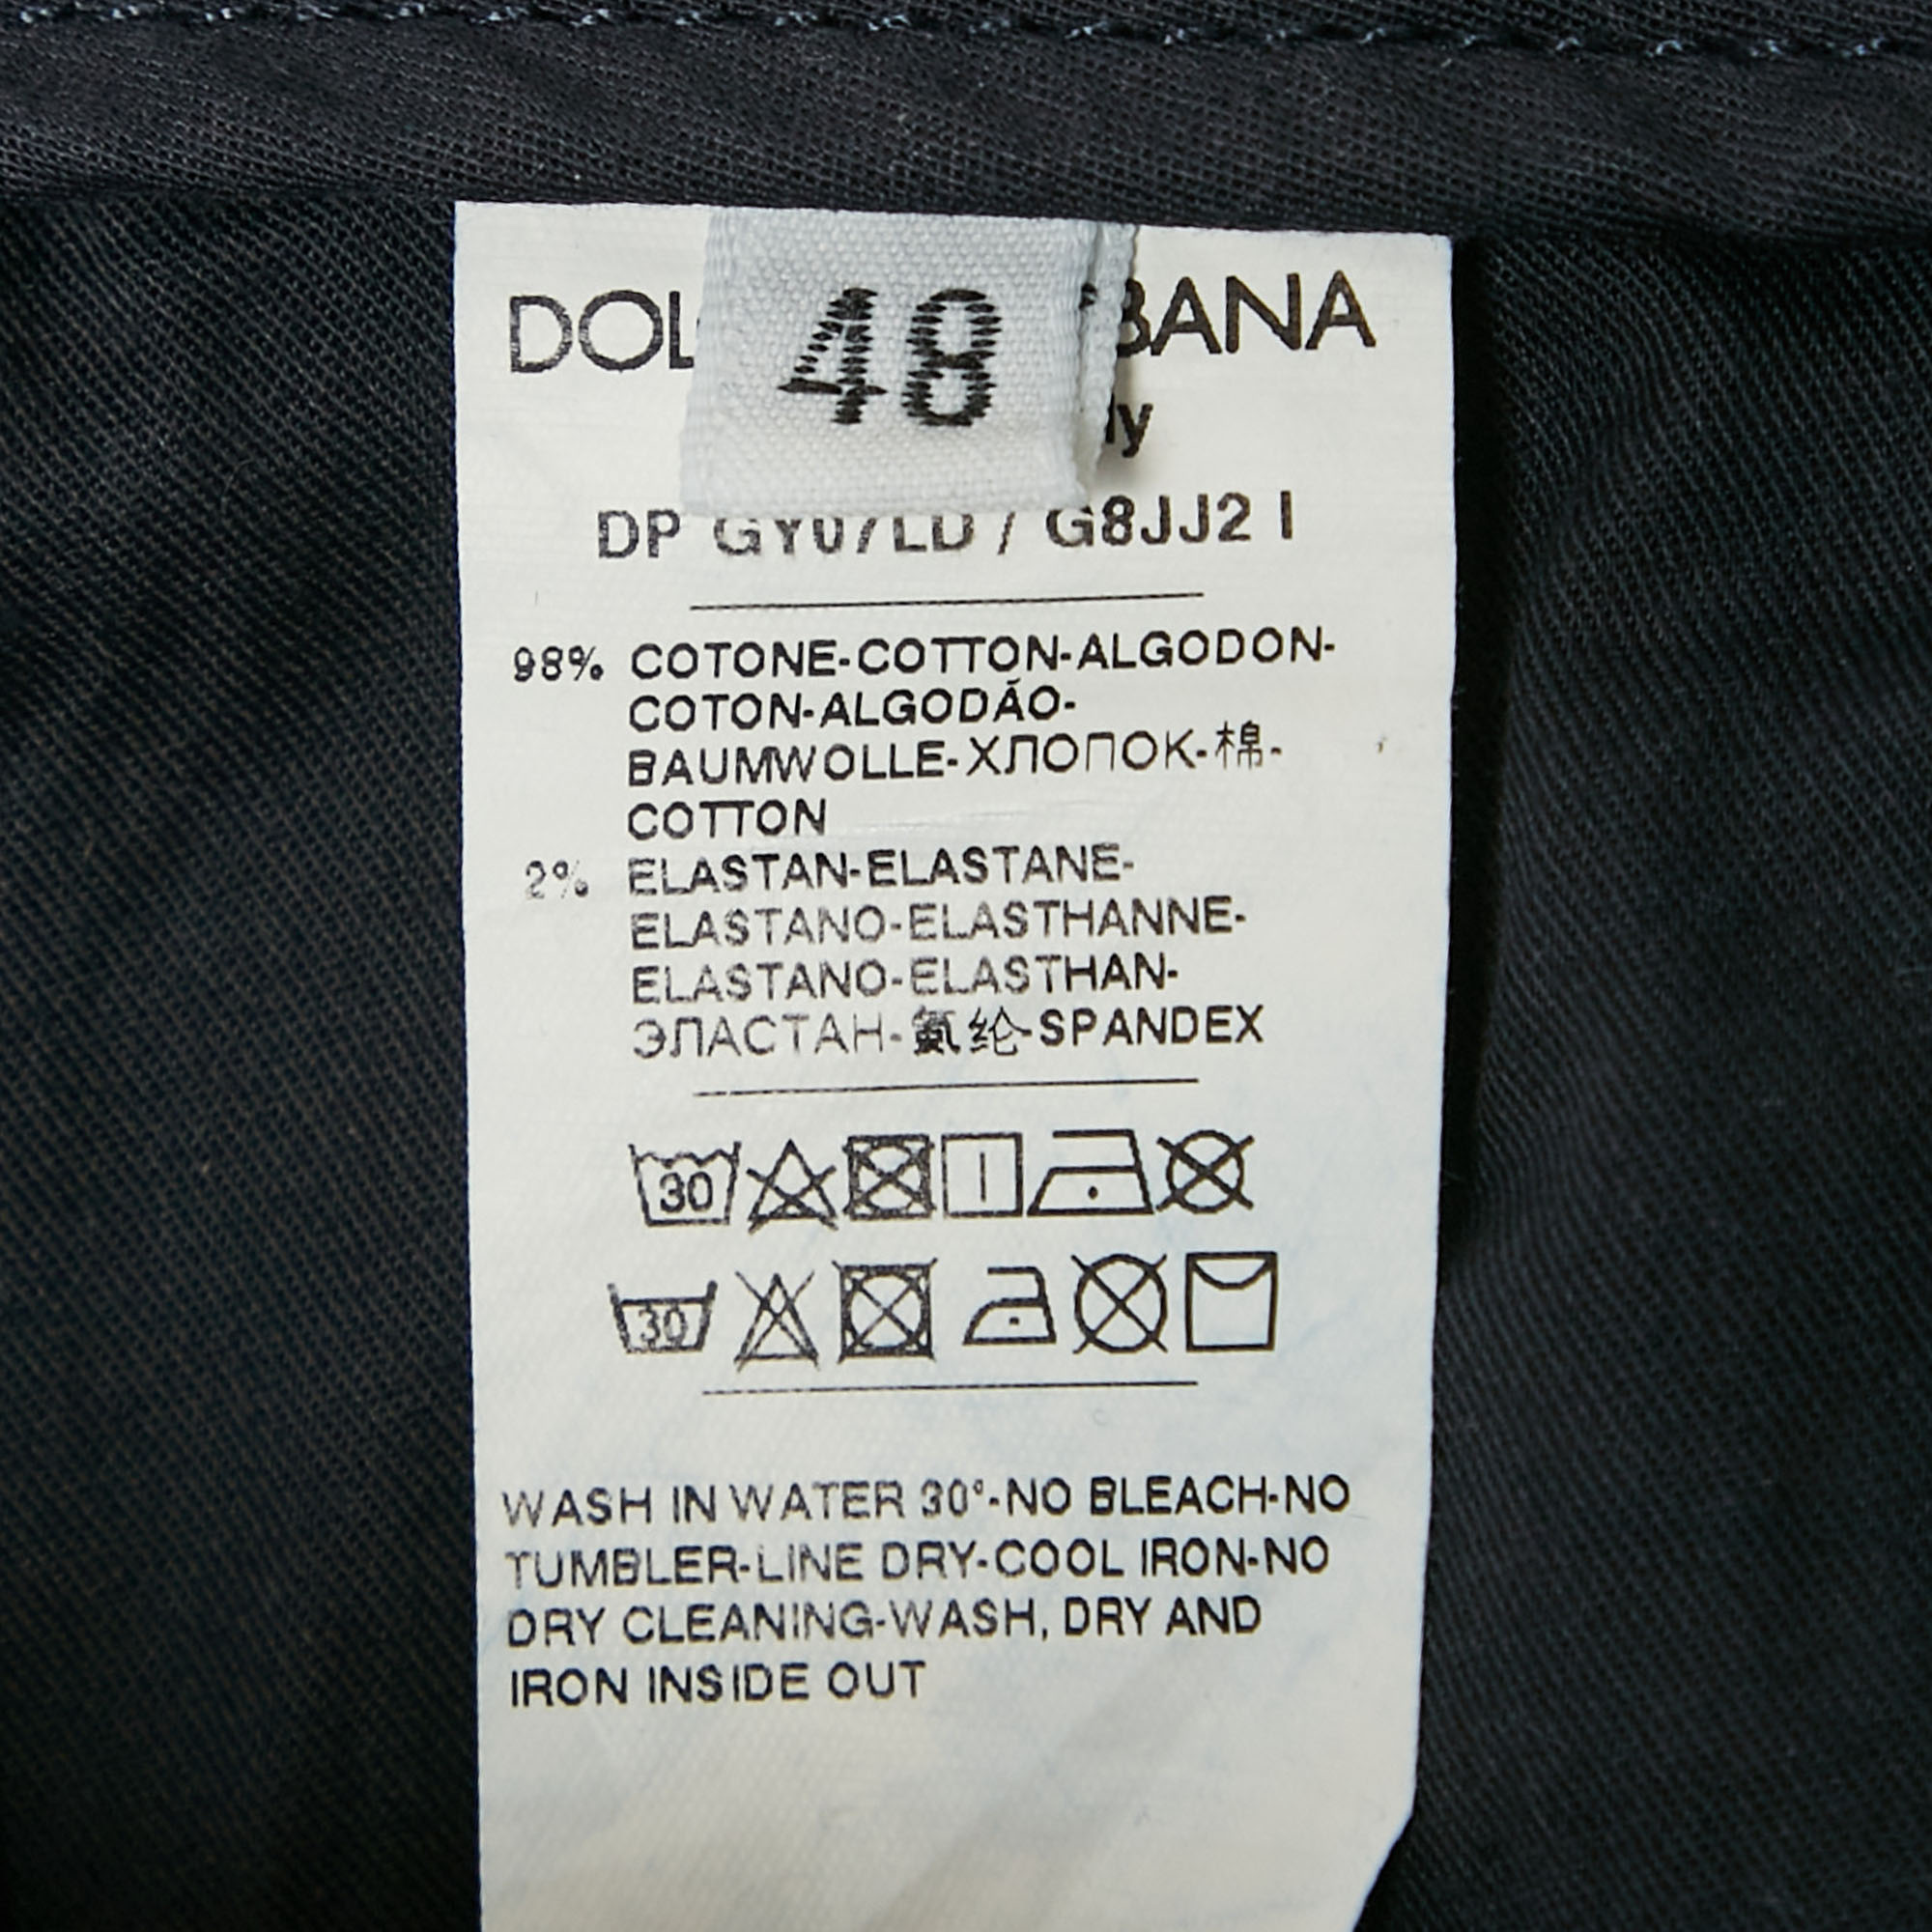 48
DP GY07LD / G8JJ2 I
98% COTONE-COTTON-ALGODON-
COTON-ALGODÃO-
BAUMWOLLE-ХЛОПОК-棉-
COTTON
2% ELASTAN-ELASTANE-
ELASTANO-ELASTHANNE-
ELASTANO-ELASTHAN-
ЭЛАСТАН-氨纶-SPANDEX
30
30
WASH IN WATER 30°-NO BLEACH-NO
TUMBLER-LINE DRY-COOL IRON-NO
DRY CLEANING-WASH, DRY AND
IRON INSIDE OUT